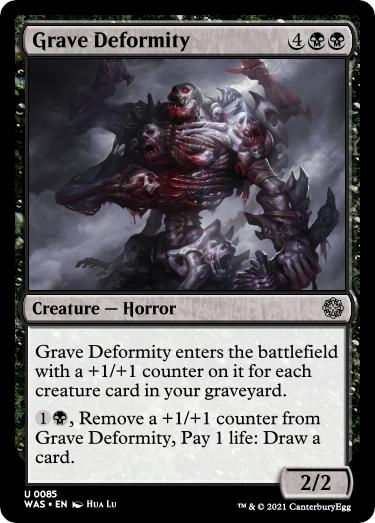 Grave Deformity 4
Creature — Horror
Grave Deformity enters the battlefield
with a +1/+1 counter on it for each
creature card in your graveyard.
1, Remove a +1/+1 counter from
Grave Deformity, Pay 1 life: Draw a
card.
2/2
U 0085
WAS • EN Hua Lu
™ & © 2021 CanterburyEgg